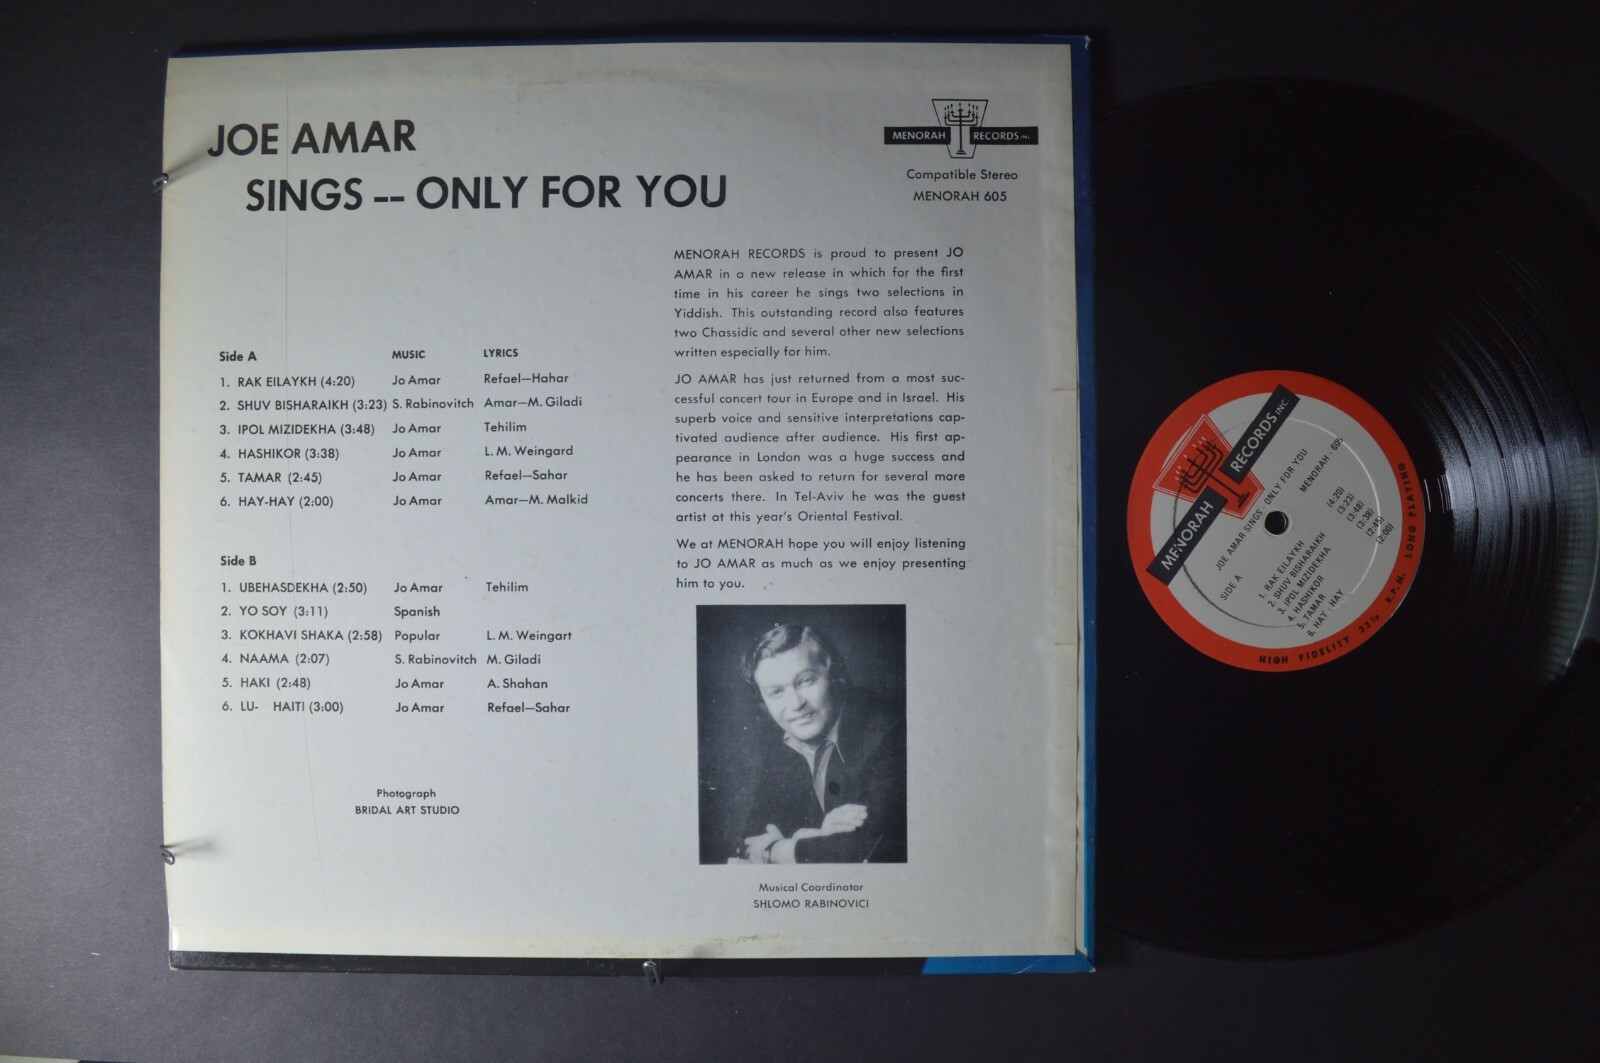 JOE AMAR
SINGS -- ONLY FOR YOU
MENORAH RECORDS INC.
Compatible Stereo
MENORAH 605
MENORAH RECORDS is proud to present JO
AMAR in a new release in which for the first
time in his career he sings two selections in
Yiddish. This outstanding record also features
two Chassidic and several other new selections
written especially for him.
JO AMAR has just returned from a most suc-
cessful concert tour in Europe and in Israel. His
superb voice and sensitive interpretations cap-
tivated audience after audience. His first ap-
pearance in London was a huge success and
he has been asked to return for several more
concerts there. In Tel-Aviv he was the guest
artist at this year's Oriental Festival.
We at MENORAH hope you will enjoy listening
to JO AMAR as much as we enjoy presenting
him to you.
Side A MUSIC LYRICS
1. RAK EILAYKH (4:20) Jo Amar Refael—Hahar
2. SHUV BISHARAIKH (3:23) S. Rabinovitch Amar—M. Giladi
3. IPOL MIZIDEKHA (3:48) Jo Amar Tehilim
4. HASHIKOR (3:38) Jo Amar L. M. Weingard
5. TAMAR (2:45) Jo Amar Refael—Sahar
6. HAY-HAY (2:00) Jo Amar Amar—M. Malkid
Side B
1. UBEHASDEKHA (2:50) Jo Amar Tehilim
2. YO SOY (3:11) Spanish
3. KOKHAVI SHAKA (2:58) Popular L. M. Weingart
4. NAAMA (2:07) S. Rabinovitch M. Giladi
5. HAKI (2:48) Jo Amar A. Shahan
6. LU- HAITI (3:00) Jo Amar Refael—Sahar
Photograph
BRIDAL ART STUDIO
Musical Coordinator
SHLOMO RABINOVICI
MENORAH RECORDS INC.
JOE AMAR SINGS - ONLY FOR YOU
SIDE A MENORAH - 605
1. RAK EILAYKH (4:20)
2. SHUV BISHARAIKH (3:23)
3. IPOL MIZIDEKHA (3:48)
4. HASHIKOR (3:38)
5. TAMAR (2:45)
6. HAY - HAY (2:00)
HIGH FIDELITY 33 1/3 R.P.M. LONG PLAYING